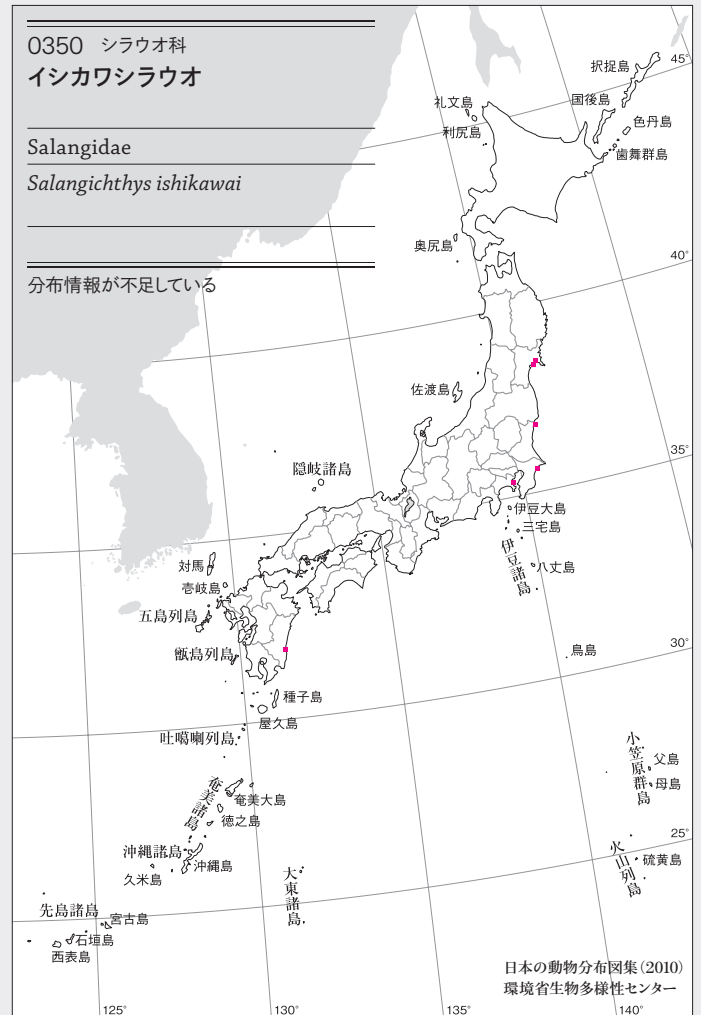 0350 シラウオ科
イシカワシラウオ
Salangidae
Salangichthys ishikawai
分布情報が不足している
45°
択捉島
礼文島
国後島
利尻島
色丹島
歯舞群島
奥尻島
40°
佐渡島
35°
隠岐諸島
伊豆大島
三宅島
伊豆諸島
八丈島
対馬
壱岐島
五島列島
甑島列島
鳥島
30°
種子島
屋久島
吐噶喇列島
小笠原群島
父島
母島
奄美諸島
奄美大島
徳之島
25°
沖縄諸島
沖縄島
久米島
火山列島
硫黄島
大東諸島
先島諸島
宮古島
石垣島
西表島
日本の動物分布図集(2010)
環境省生物多様性センター
125°
130°
135°
140°